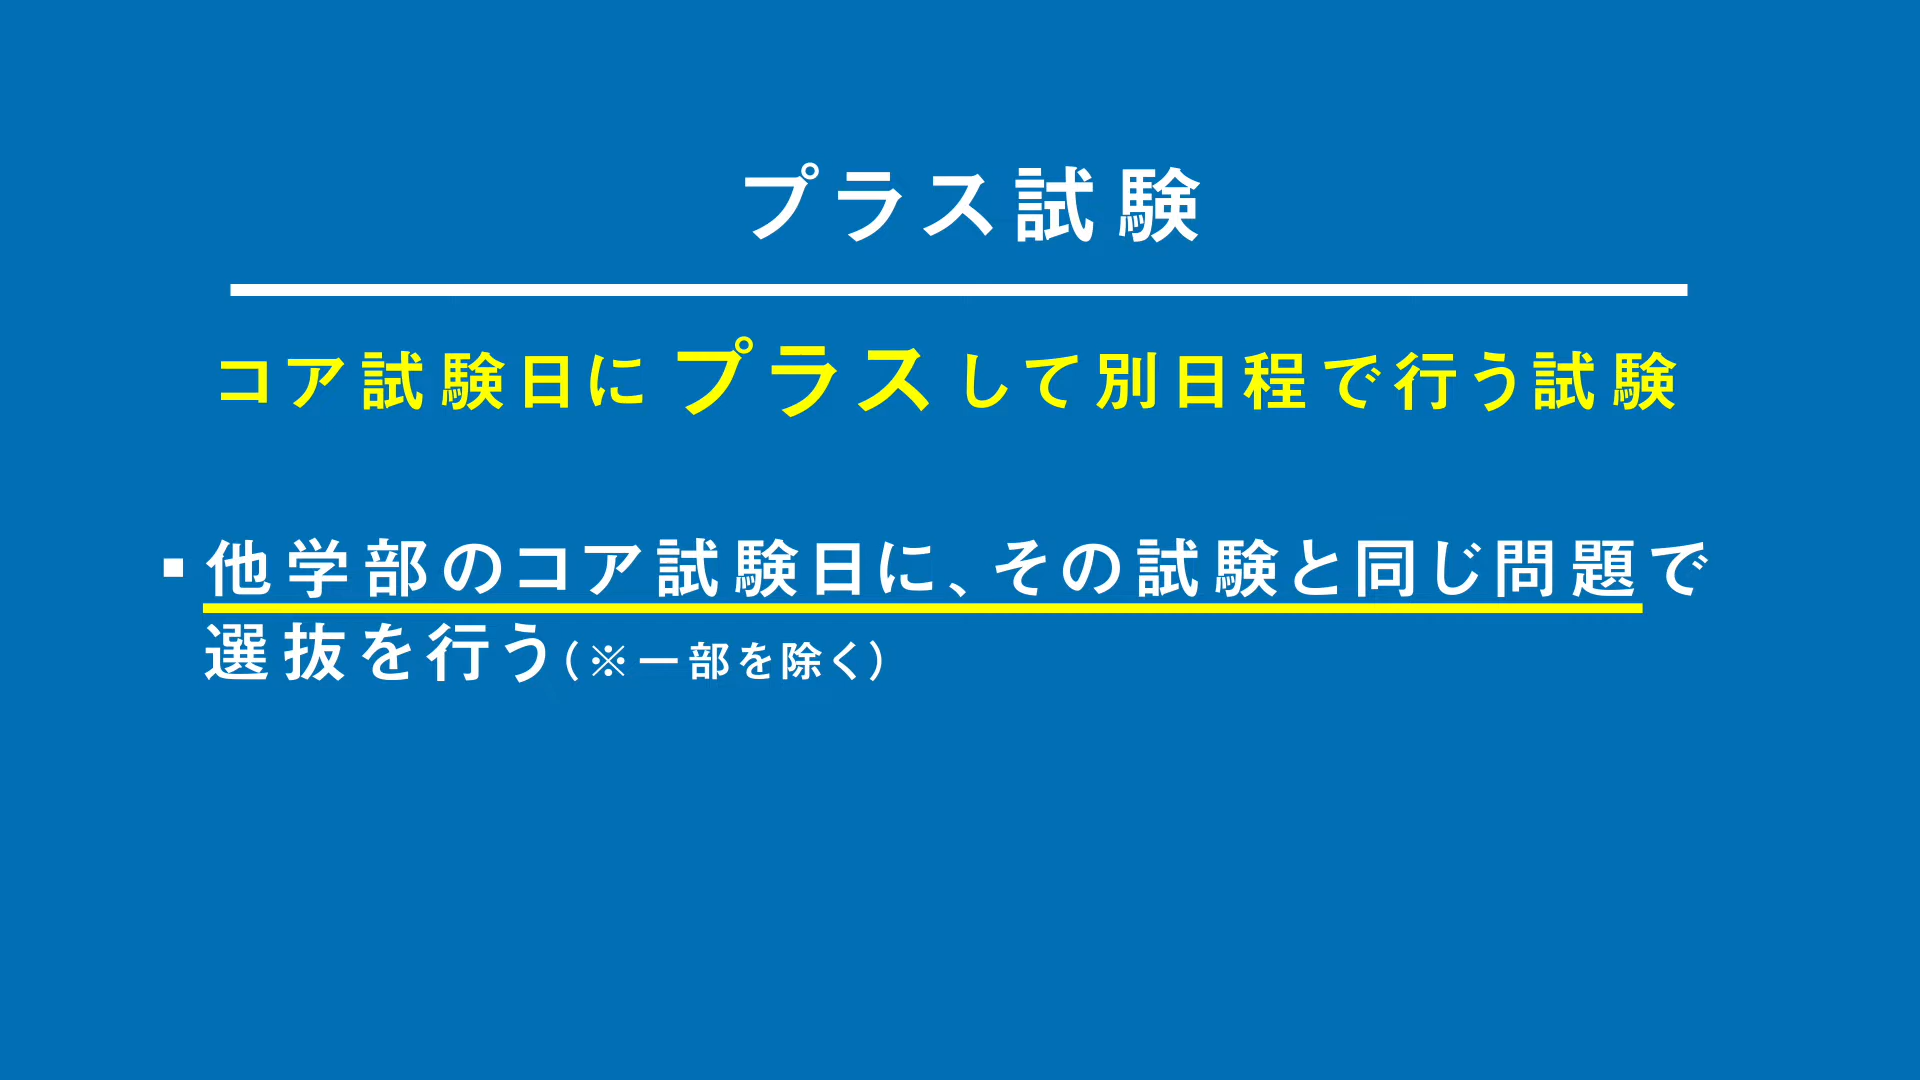 プラス試験
コア試験日にプラスして別日程で行う試験
▪他学部のコア試験日に、その試験と同じ問題で
選抜を行う（※一部を除く）